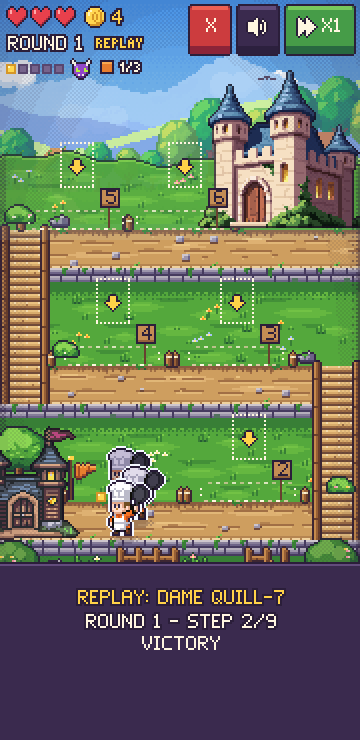 4
X
X1
ROUND 1 REPLAY
1/3
5
6
4
3
2
REPLAY: DAME QUILL-7
ROUND 1 - STEP 2/9
VICTORY